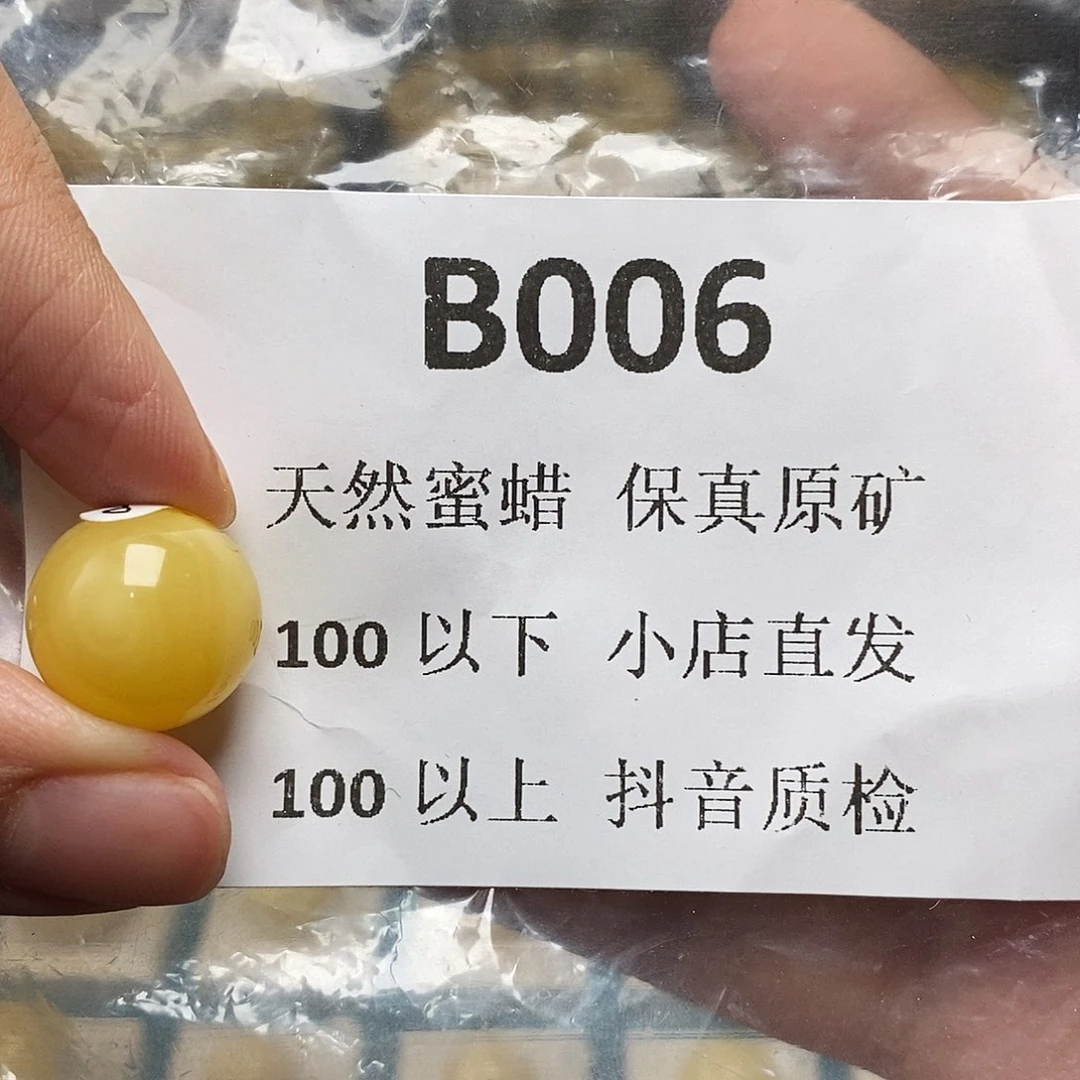 B006
天然蜜蜡 保真原矿
100 以下 小店直发
100 以上 抖音质检